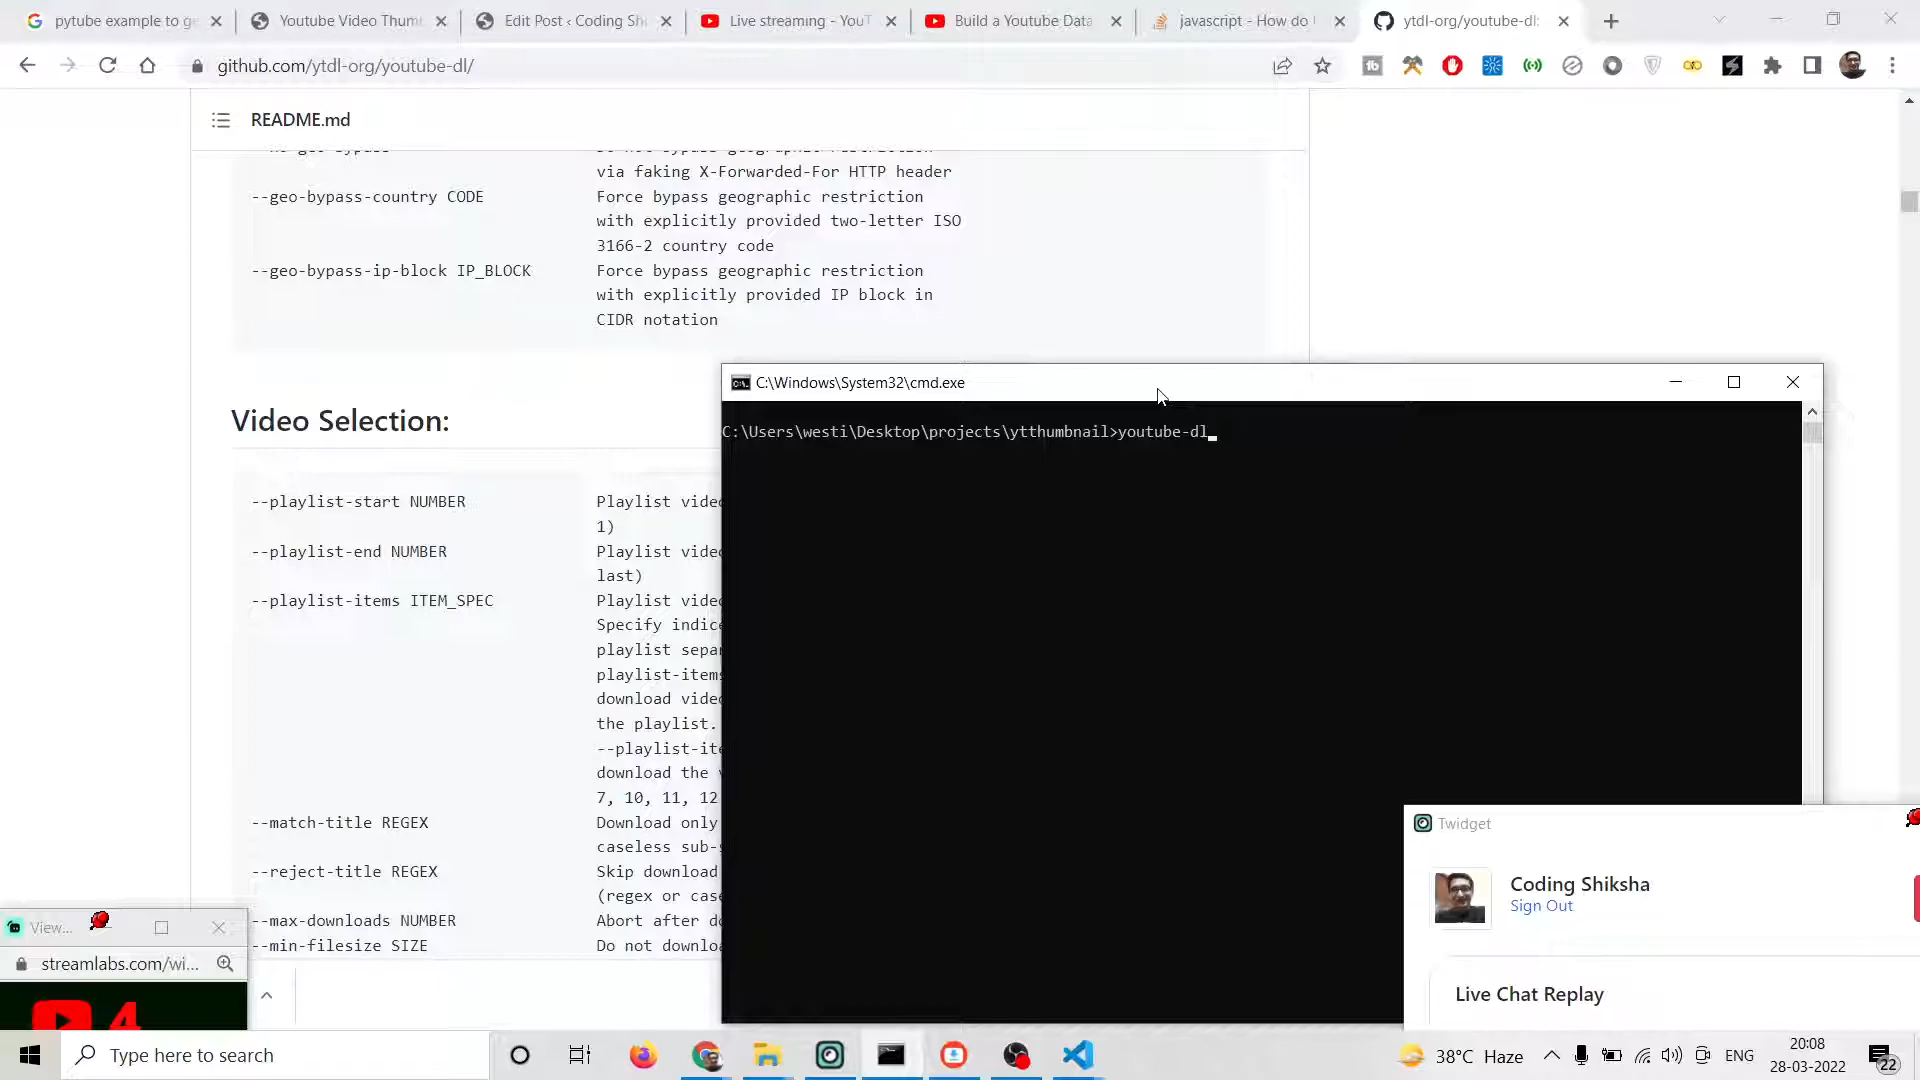 pytube example to ge
Youtube Video Thum
Edit Post ‹ Coding Sh
Live streaming - YouT
Build a Youtube Data
javascript - How do
ytdl-org/youtube-dl:
github.com/ytdl-org/youtube-dl/
README.md
via faking X-Forwarded-For HTTP header
--geo-bypass-country CODE Force bypass geographic restriction
with explicitly provided two-letter ISO
3166-2 country code
--geo-bypass-ip-block IP_BLOCK Force bypass geographic restriction
with explicitly provided IP block in
CIDR notation
Video Selection:
--playlist-start NUMBER Playlist vide
1)
--playlist-end NUMBER Playlist vide
last)
--playlist-items ITEM_SPEC Playlist vide
Specify indice
playlist sepa
playlist-items
download vide
the playlist.
--playlist-ite
download the v
7, 10, 11, 12
--match-title REGEX Download only
caseless sub-s
--reject-title REGEX Skip download
(regex or case
--max-downloads NUMBER Abort after do
--min-filesize SIZE Do not downloa
C:\Windows\System32\cmd.exe
C:\Users\westi\Desktop\projects\ytthumbnail>youtube-dl
Twidget
Coding Shiksha
Sign Out
Live Chat Replay
View...
streamlabs.com/wi...
4
Type here to search
38°C Haze
ENG
20:08
28-03-2022
22